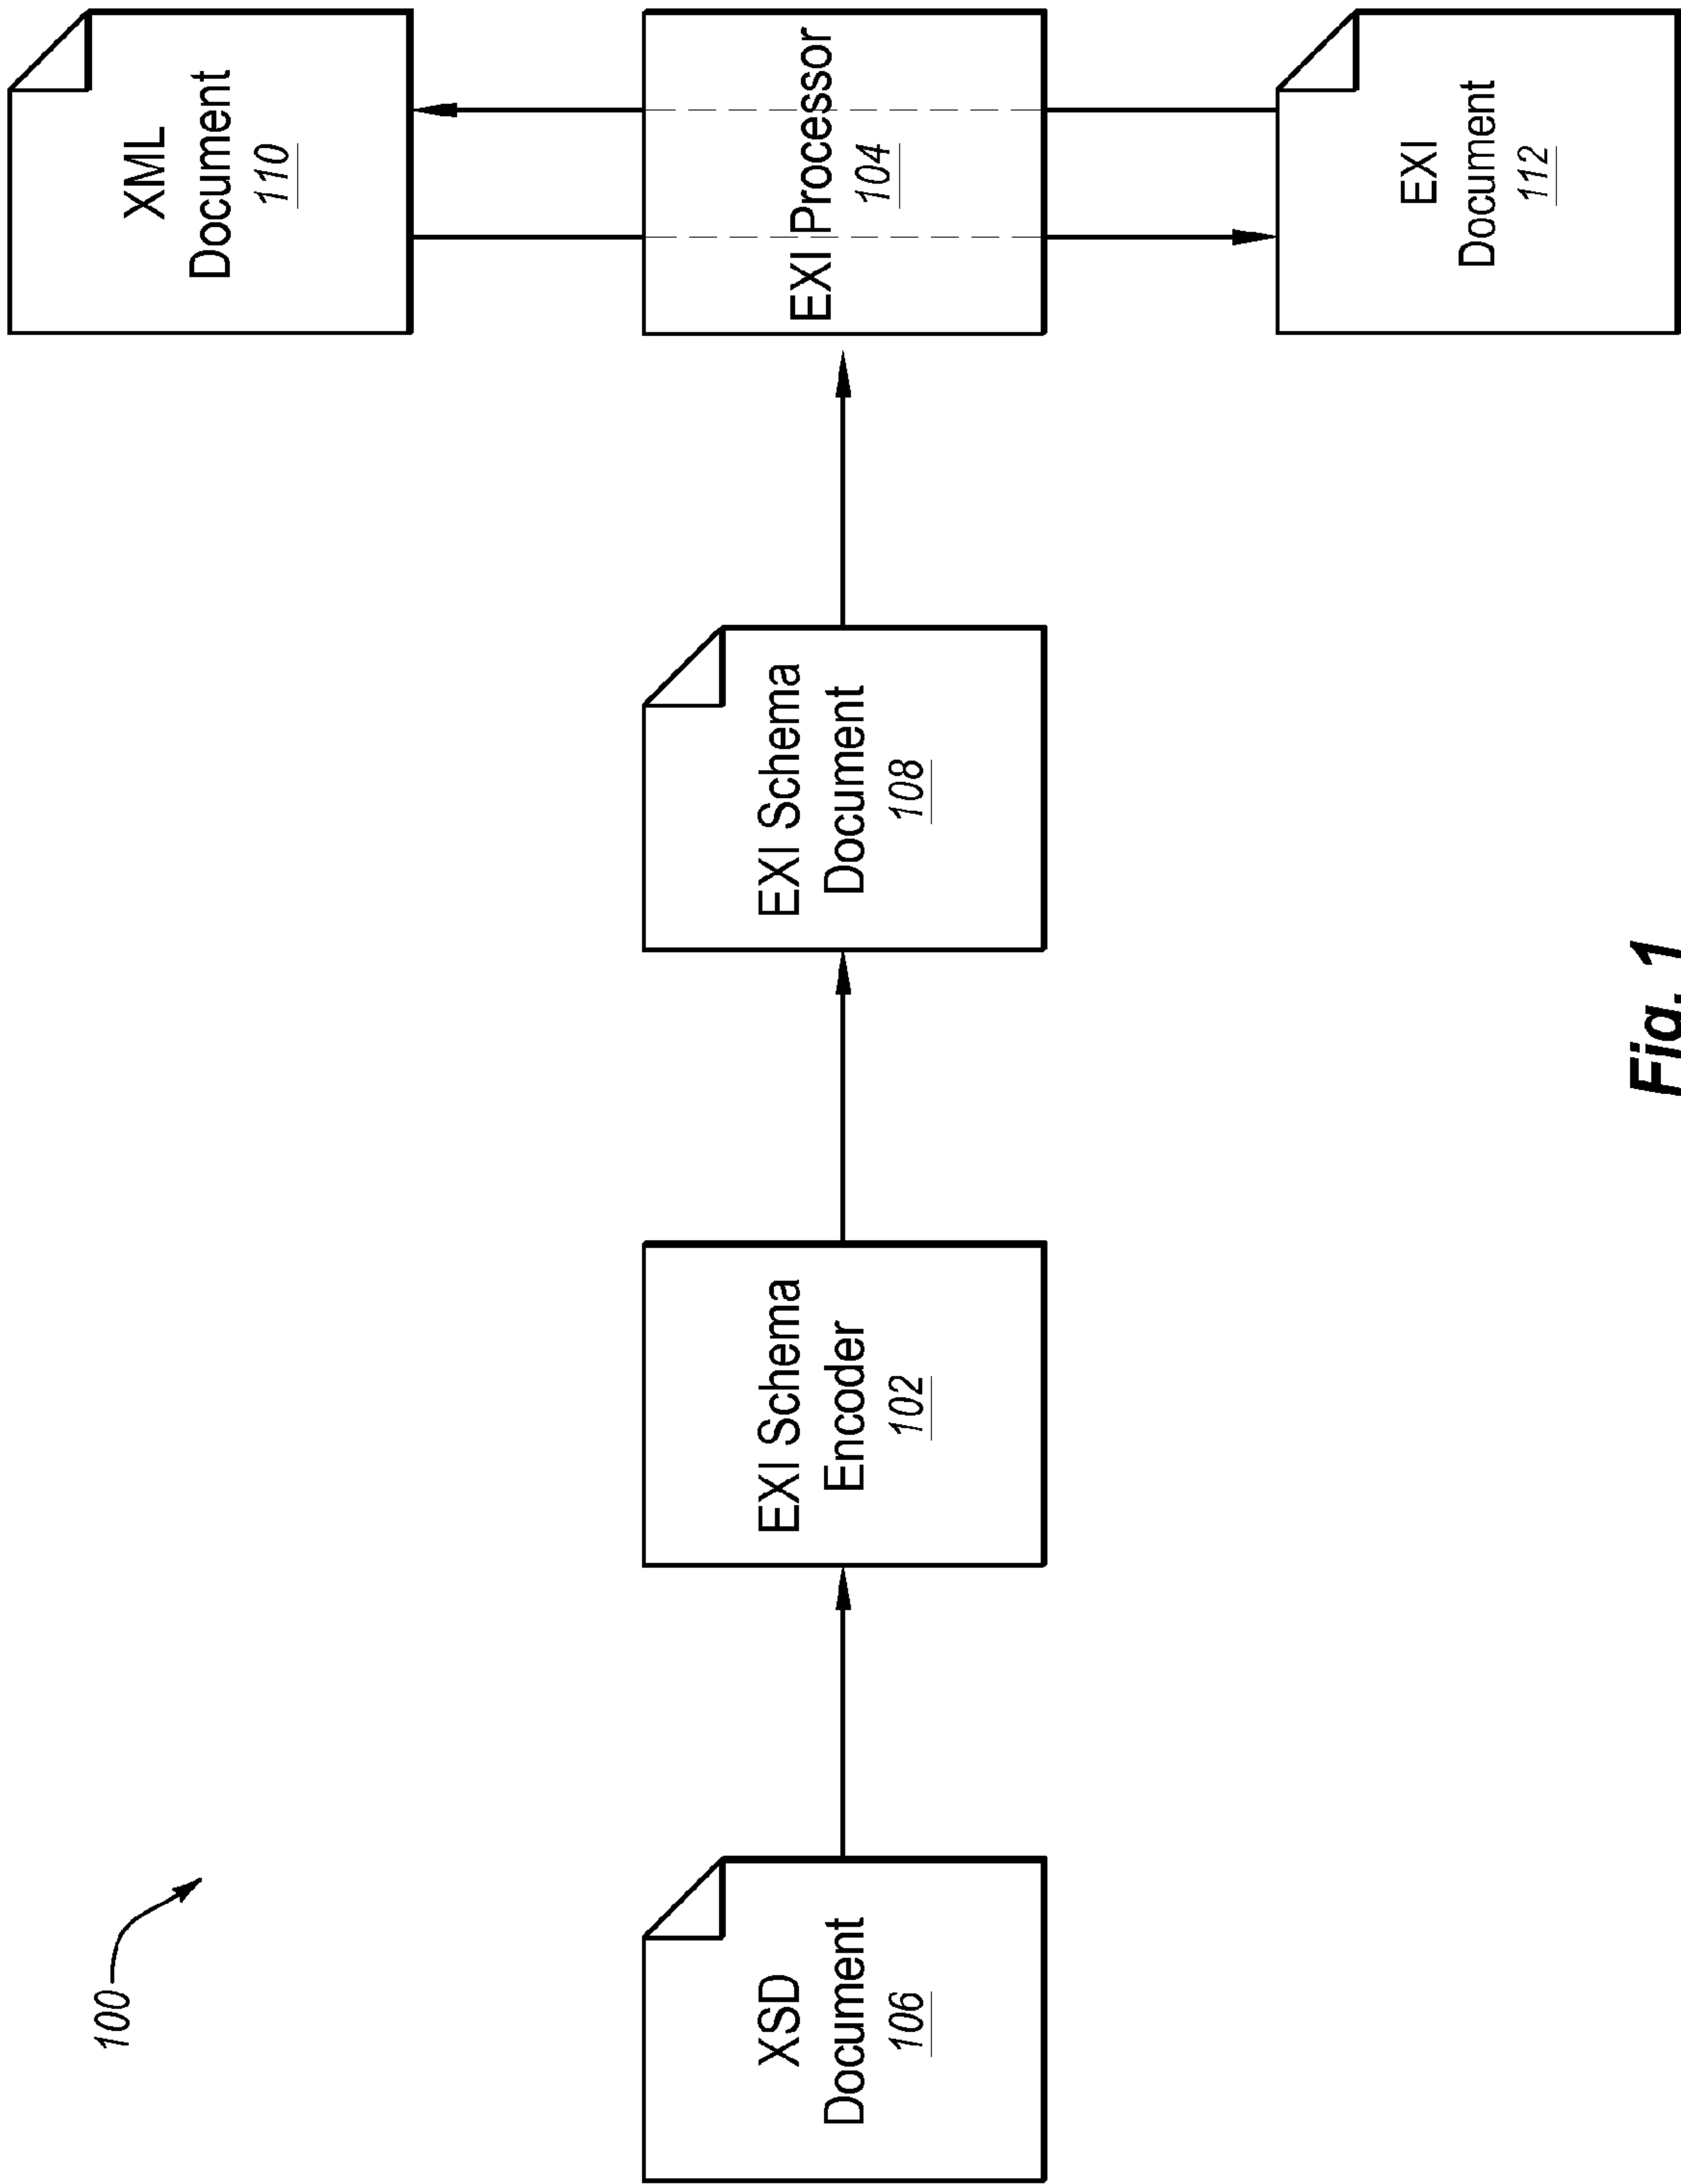 100
XSD
Document
106
EXI Schema
Encoder
102
EXI Schema
Document
108
XML
Document
110
EXI Processor
104
EXI
Document
112
Fig. 1